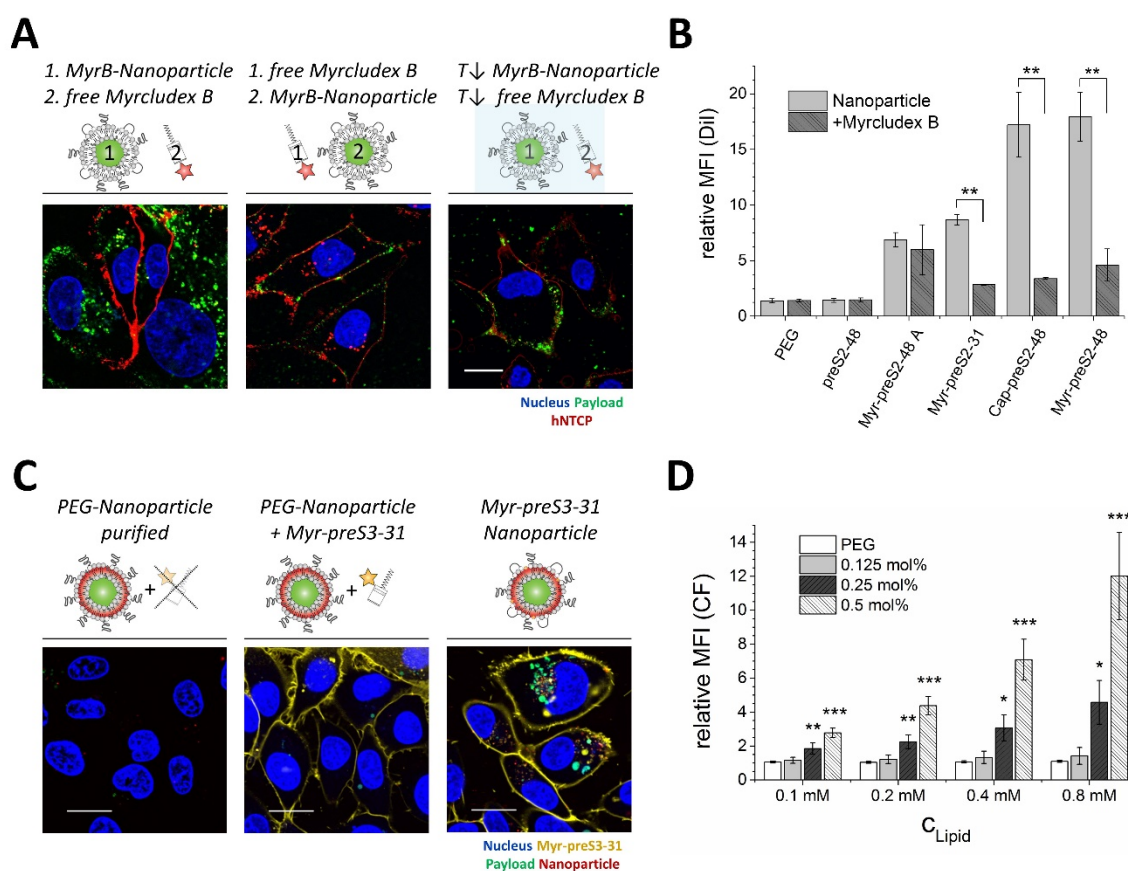 A
1. MyrB-Nanoparticle
2. free Myrcludex B
1. free Myrcludex B
2. MyrB-Nanoparticle
T↓ MyrB-Nanoparticle
T↓ free Myrcludex B
1
2
1
2
1
2
Nucleus Payload
hNTCP
B
relative MFI (DiI)
20
15
10
5
0
Nanoparticle
+Myrcludex B
**
**
**
PEG
preS2-48
Myr-preS2-48 A
Myr-preS2-31
Cap-preS2-48
Myr-preS2-48
C
PEG-Nanoparticle
purified
PEG-Nanoparticle
+ Myr-preS3-31
Myr-preS3-31
Nanoparticle
+
+
Nucleus Myr-preS3-31
Payload Nanoparticle
D
relative MFI (CF)
14
12
10
8
6
4
2
0
PEG
0.125 mol%
0.25 mol%
0.5 mol%
**
***
**
***
*
***
*
***
0.1 mM
0.2 mM
0.4 mM
0.8 mM
CLipid